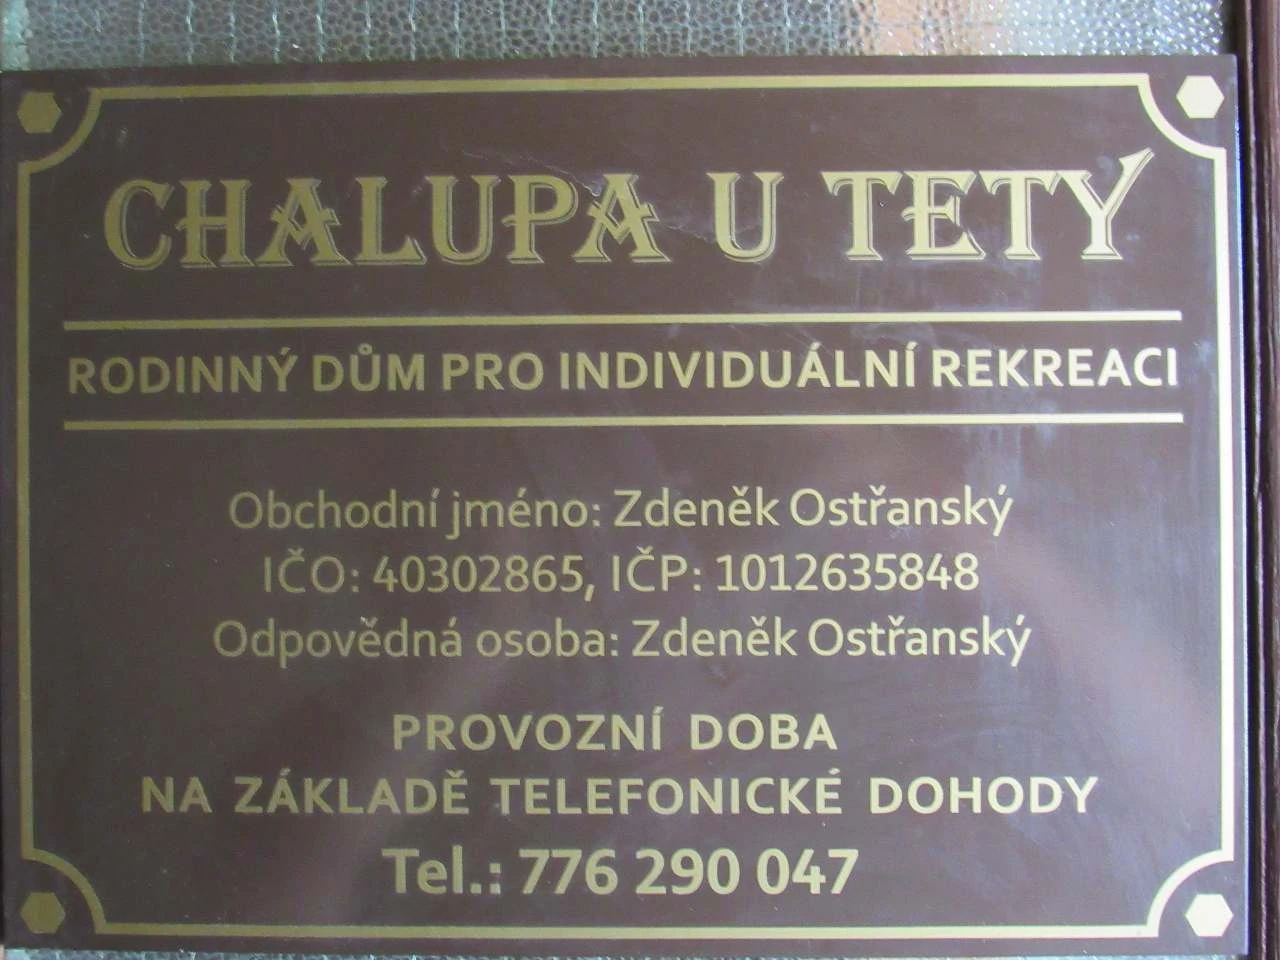 CHALUPA U TETY
RODINNÝ DŮM PRO INDIVIDUÁLNÍ REKREACI
Obchodní jméno: Zdeněk Ostřanský
IČO: 40302865, IČP: 1012635848
Odpovědná osoba: Zdeněk Ostřanský
PROVOZNÍ DOBA
NA ZÁKLADĚ TELEFONICKÉ DOHODY
Tel.: 776 290 047